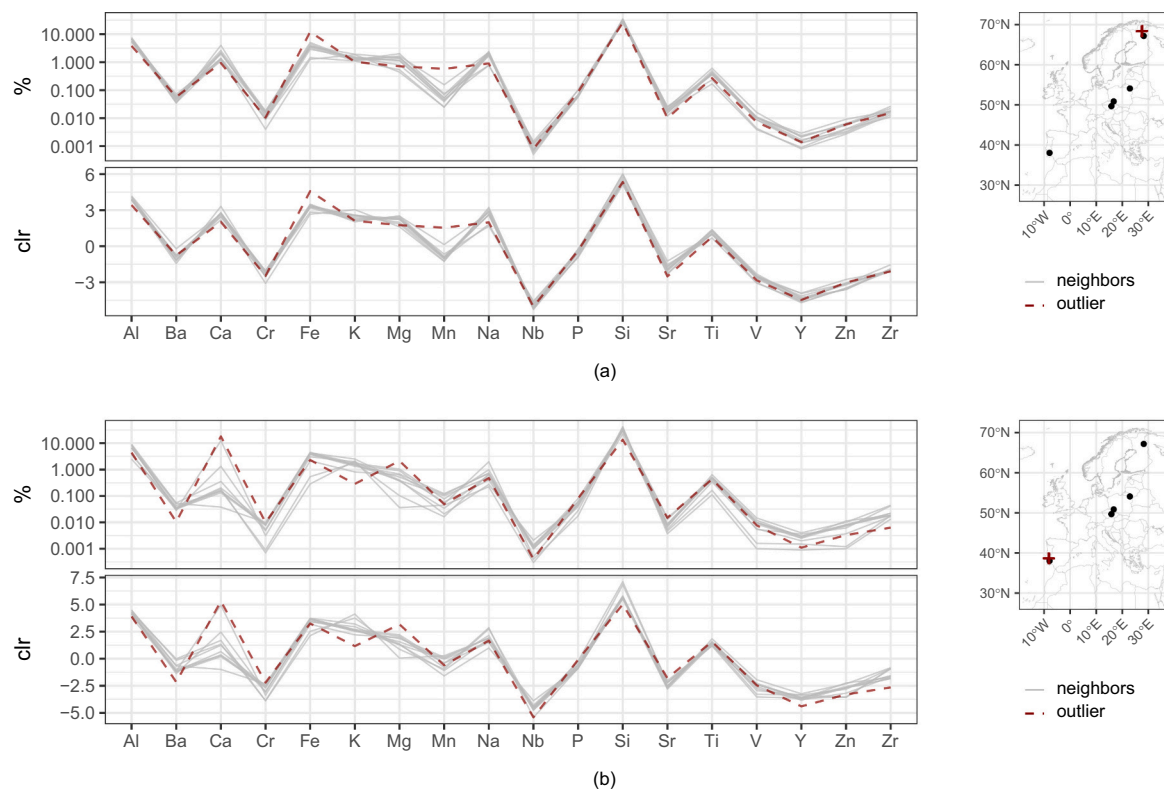 10.000
1.000
0.100
0.010
0.001
%
6
3
0
−3
clr
Al Ba Ca Cr Fe K Mg Mn Na Nb P Si Sr Ti V Y Zn Zr
70°N
60°N
50°N
40°N
30°N
10°W 0° 10°E 20°E 30°E
neighbors
outlier
(a)
10.000
1.000
0.100
0.010
0.001
%
7.5
5.0
2.5
0.0
−2.5
−5.0
clr
Al Ba Ca Cr Fe K Mg Mn Na Nb P Si Sr Ti V Y Zn Zr
70°N
60°N
50°N
40°N
30°N
10°W 0° 10°E 20°E 30°E
neighbors
outlier
(b)